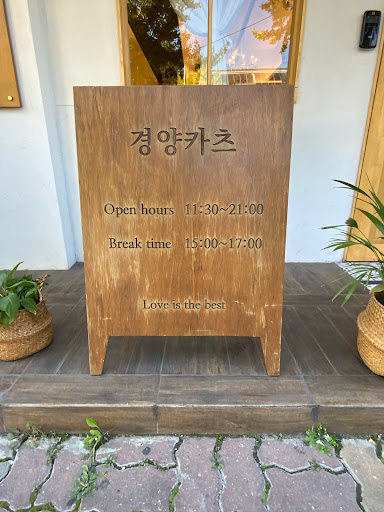 경양카츠
Open hours 11:30~21:00
Break time 15:00~17:00
Love is the best